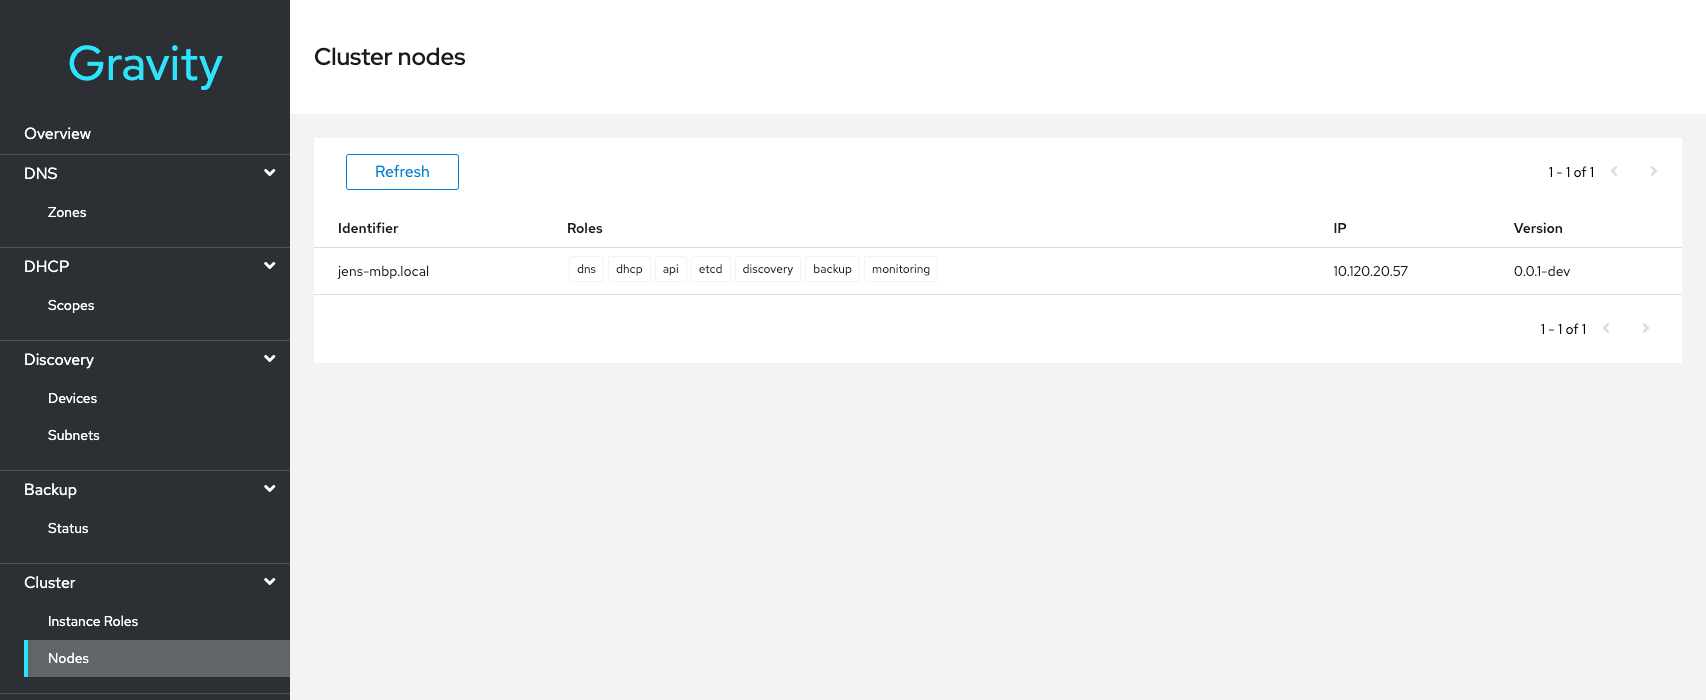 Gravity
Overview
DNS
Zones
DHCP
Scopes
Discovery
Devices
Subnets
Backup
Status
Cluster
Instance Roles
Nodes
Cluster nodes
Refresh
1 - 1 of 1
Identifier Roles IP Version
jens-mbp.local dns dhcp api etcd discovery backup monitoring 10.120.20.57 0.0.1-dev
1 - 1 of 1